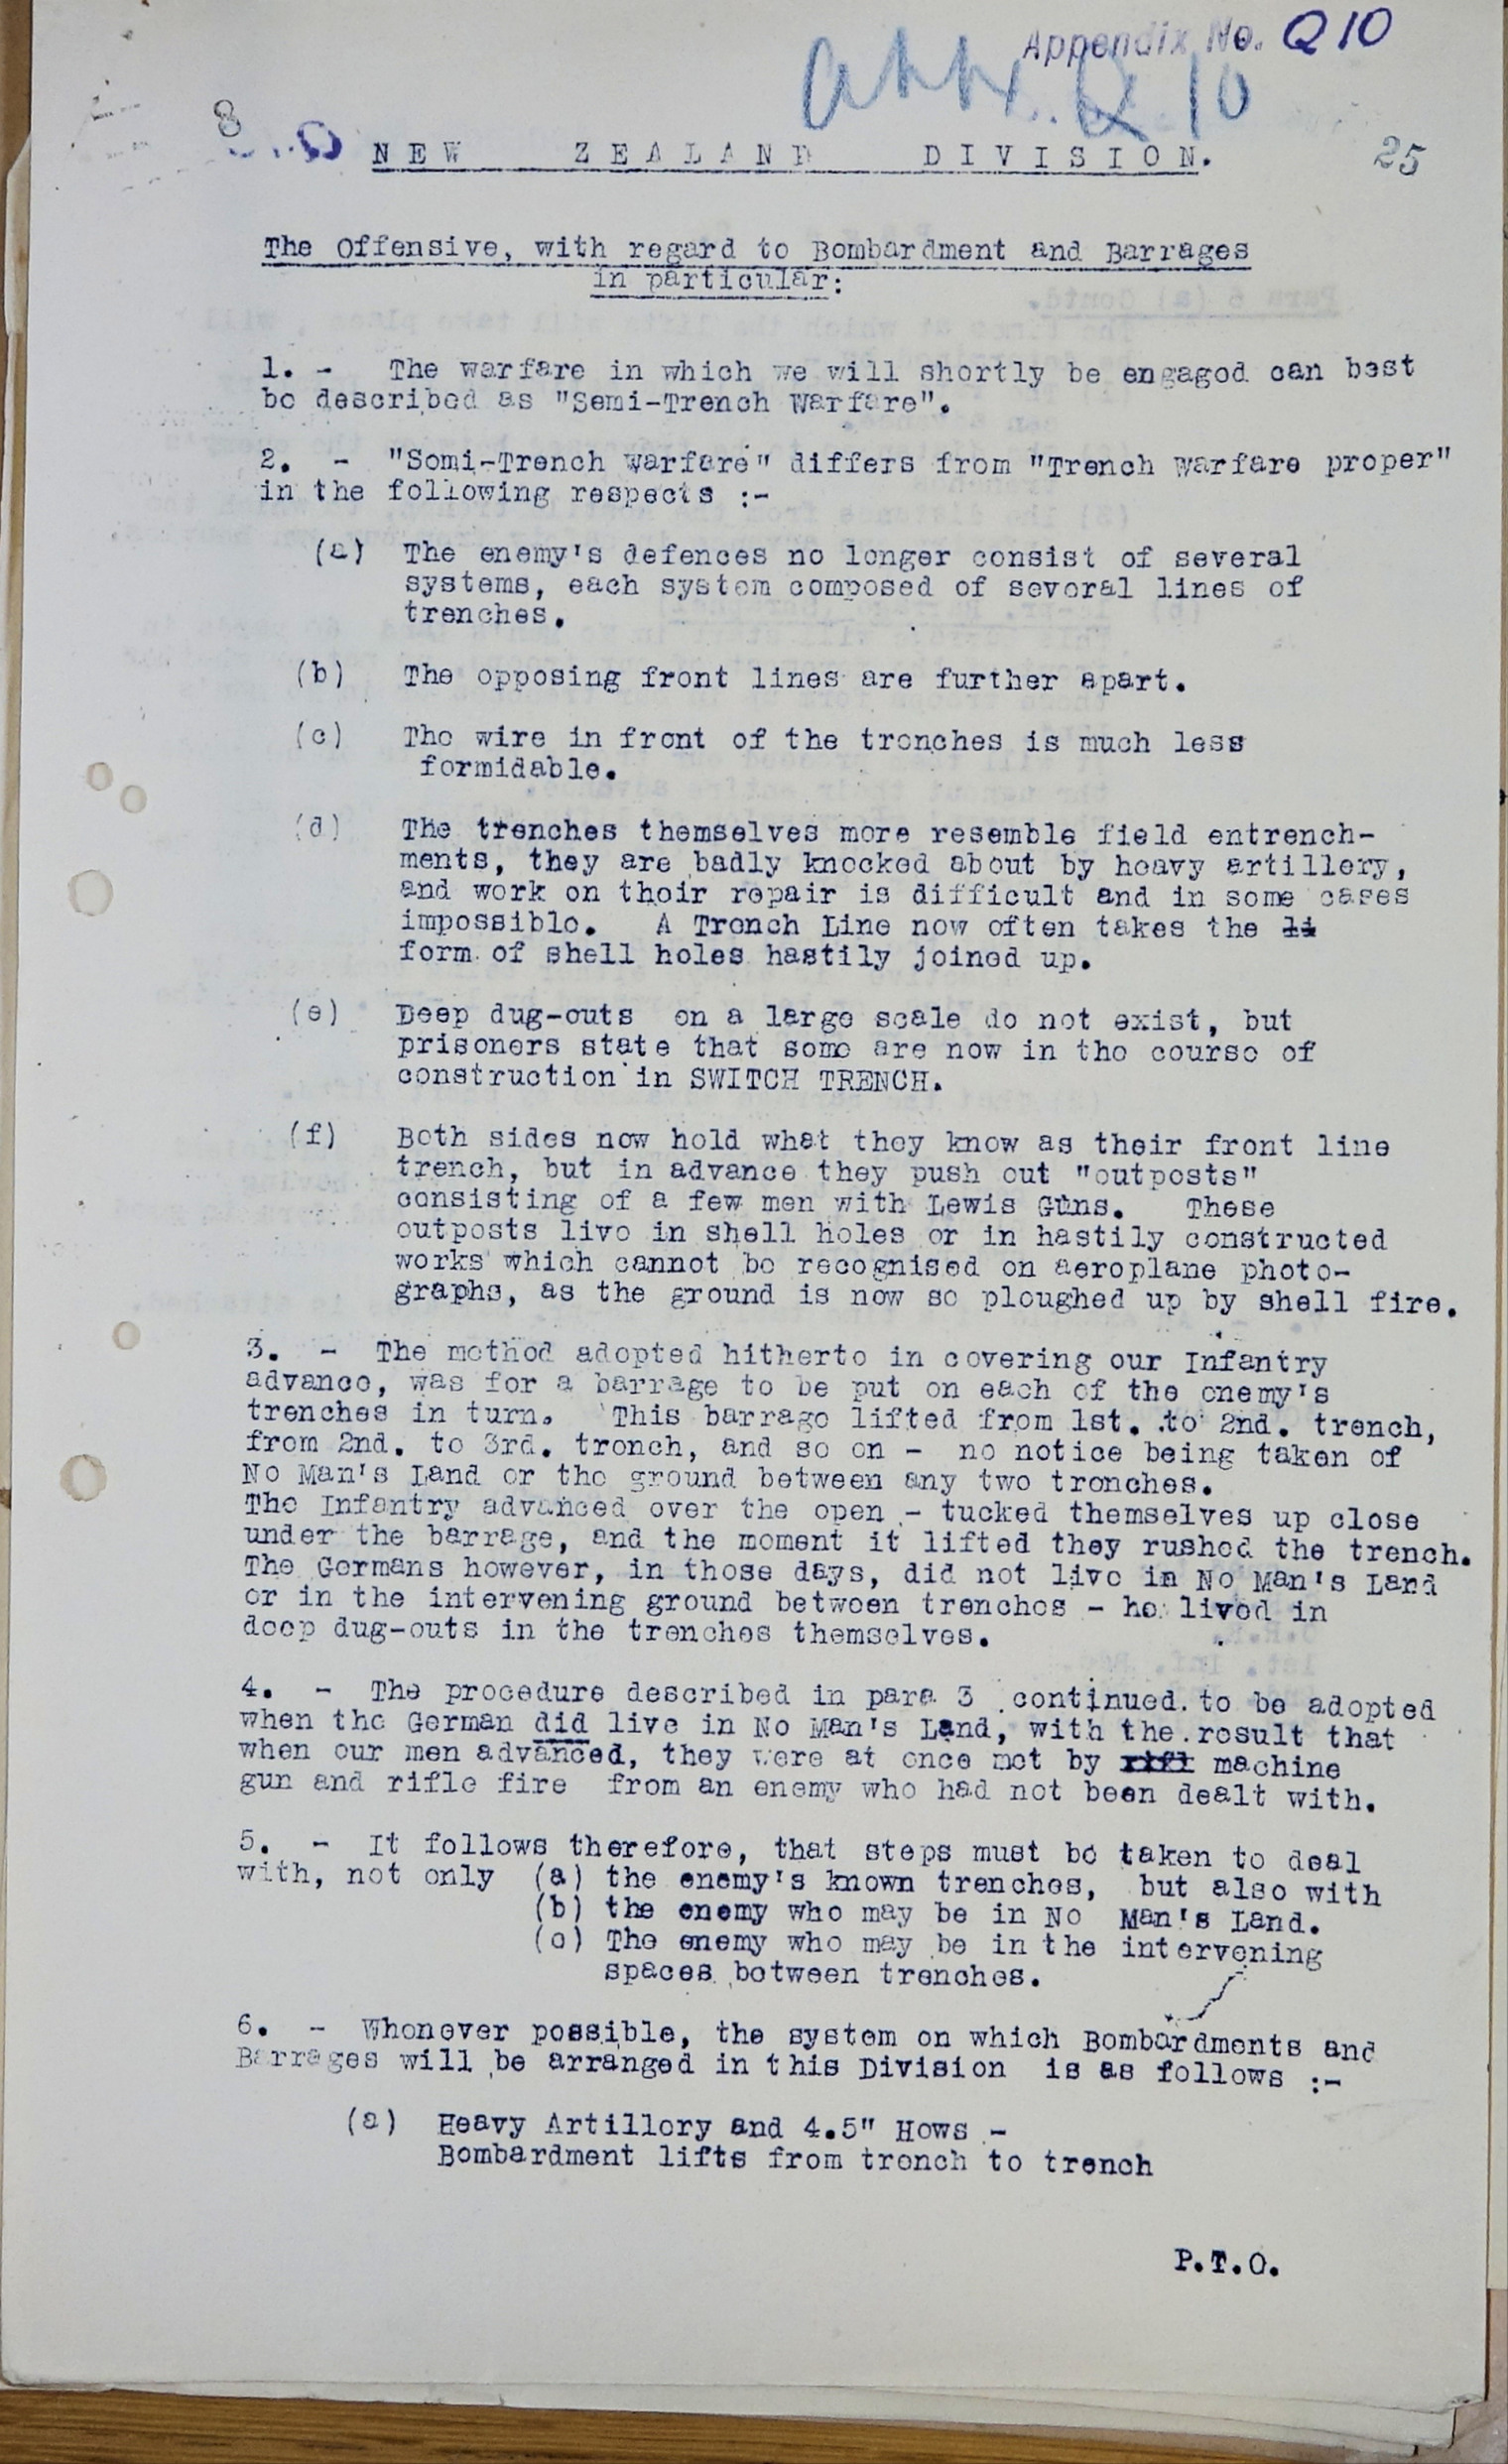 Appendix No. Q10
App. Q 10
8
NEW ZEALAND DIVISION.
25
The Offensive, with regard to Bombardment and Barrages
in particular:
1. - The warfare in which we will shortly be engaged can best
be described as "Semi-Trench Warfare".
2. - "Semi-Trench Warfare" differs from "Trench Warfare proper"
in the following respects :-
(a) The enemy's defences no longer consist of several
systems, each system composed of several lines of
trenches.
(b) The opposing front lines are further apart.
(c) The wire in front of the trenches is much less
formidable.
(d) The trenches themselves more resemble field entrench-
ments, they are badly knocked about by heavy artillery,
and work on their repair is difficult and in some cases
impossible. A Trench Line now often takes the li
form of shell holes hastily joined up.
(e) Deep dug-outs on a large scale do not exist, but
prisoners state that some are now in the course of
construction in SWITCH TRENCH.
(f) Both sides now hold what they know as their front line
trench, but in advance they push out "outposts"
consisting of a few men with Lewis Guns. These
outposts live in shell holes or in hastily constructed
works which cannot be recognised on aeroplane photo-
graphs, as the ground is now so ploughed up by shell fire.
3. - The method adopted hitherto in covering our Infantry
advance, was for a barrage to be put on each of the enemy's
trenches in turn. This barrage lifted from 1st. to 2nd. trench,
from 2nd. to 3rd. trench, and so on - no notice being taken of
No Man's Land or the ground between any two trenches.
The Infantry advanced over the open - tucked themselves up close
under the barrage, and the moment it lifted they rushed the trench.
The Germans however, in those days, did not live in No Man's Land
or in the intervening ground between trenches - he lived in
deep dug-outs in the trenches themselves.
4. - The procedure described in para 3 continued to be adopted
when the German did live in No Man's Land, with the result that
when our men advanced, they were at once met by rifl machine
gun and rifle fire from an enemy who had not been dealt with.
5. - It follows therefore, that steps must be taken to deal
with, not only (a) the enemy's known trenches, but also with
(b) the enemy who may be in No Man's Land.
(c) The enemy who may be in the intervening
spaces between trenches.
6. - Whenever possible, the system on which Bombardments and
Barrages will be arranged in this Division is as follows :-
(a) Heavy Artillery and 4.5" Hows -
Bombardment lifts from trench to trench
P.T.O.